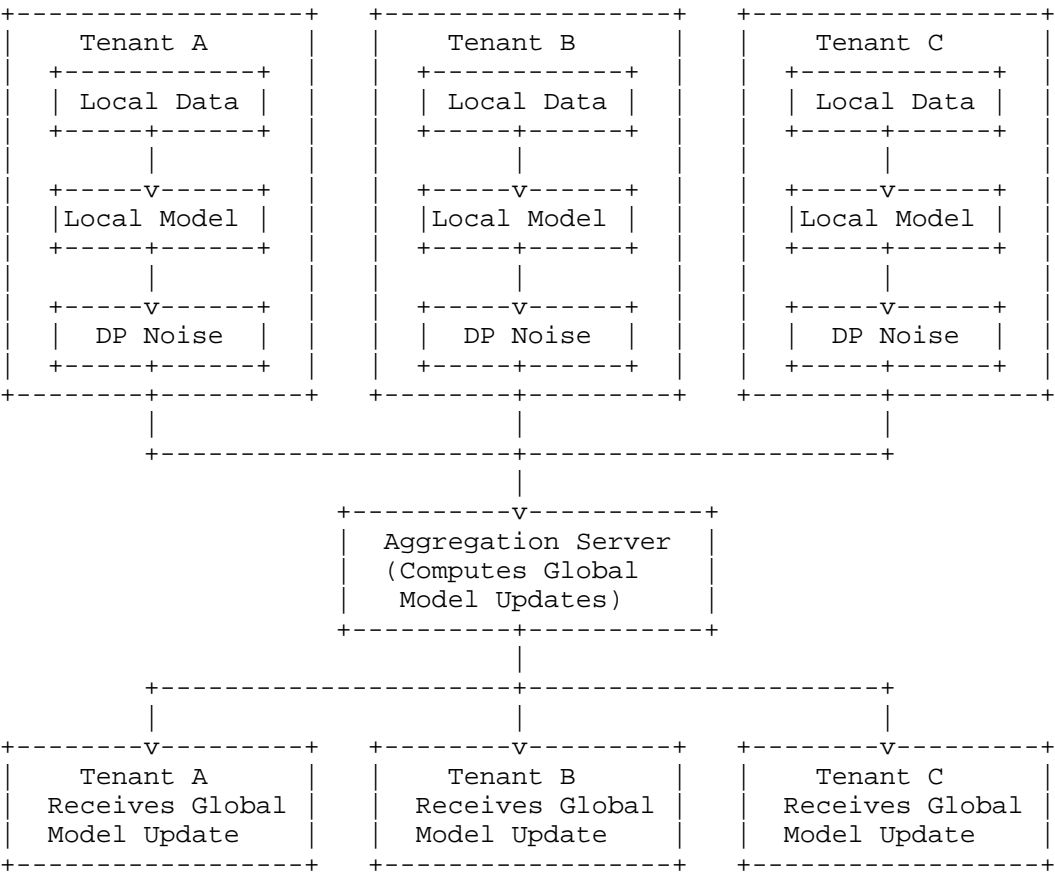 Tenant A
Tenant B
Tenant C
Local Data
Local Data
Local Data
Local Model
Local Model
Local Model
DP Noise
DP Noise
DP Noise
Aggregation Server
(Computes Global
Model Updates)
Tenant A
Receives Global
Model Update
Tenant B
Receives Global
Model Update
Tenant C
Receives Global
Model Update